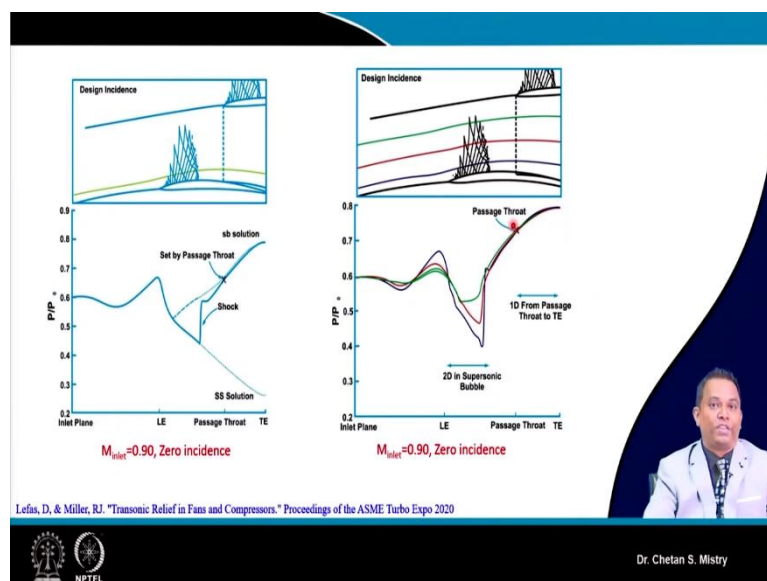 Design Incidence
0.9
0.8
0.7
0.6
0.5
0.4
0.3
0.2
P/P°
sb solution
Set by Passage Throat
Shock
SS Solution
Inlet Plane LE Passage Throat TE
M inlet=0.90, Zero incidence
Design Incidence
0.8
0.7
0.6
0.5
0.4
0.3
0.2
P/P°
Passage Throat
1D From Passage
Throat to TE
2D in Supersonic
Bubble
Inlet Plane LE Passage Throat TE
M inlet=0.90, Zero incidence
Lefas, D, & Miller, RJ. "Transonic Relief in Fans and Compressors." Proceedings of the ASME Turbo Expo 2020
NPTEL
Dr. Chetan S. Mistry